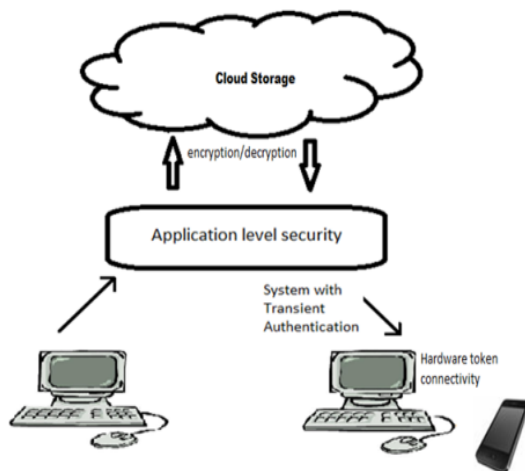 Cloud Storage
encryption/decryption
Application level security
System with
Transient
Authentication
Hardware token
connectivity